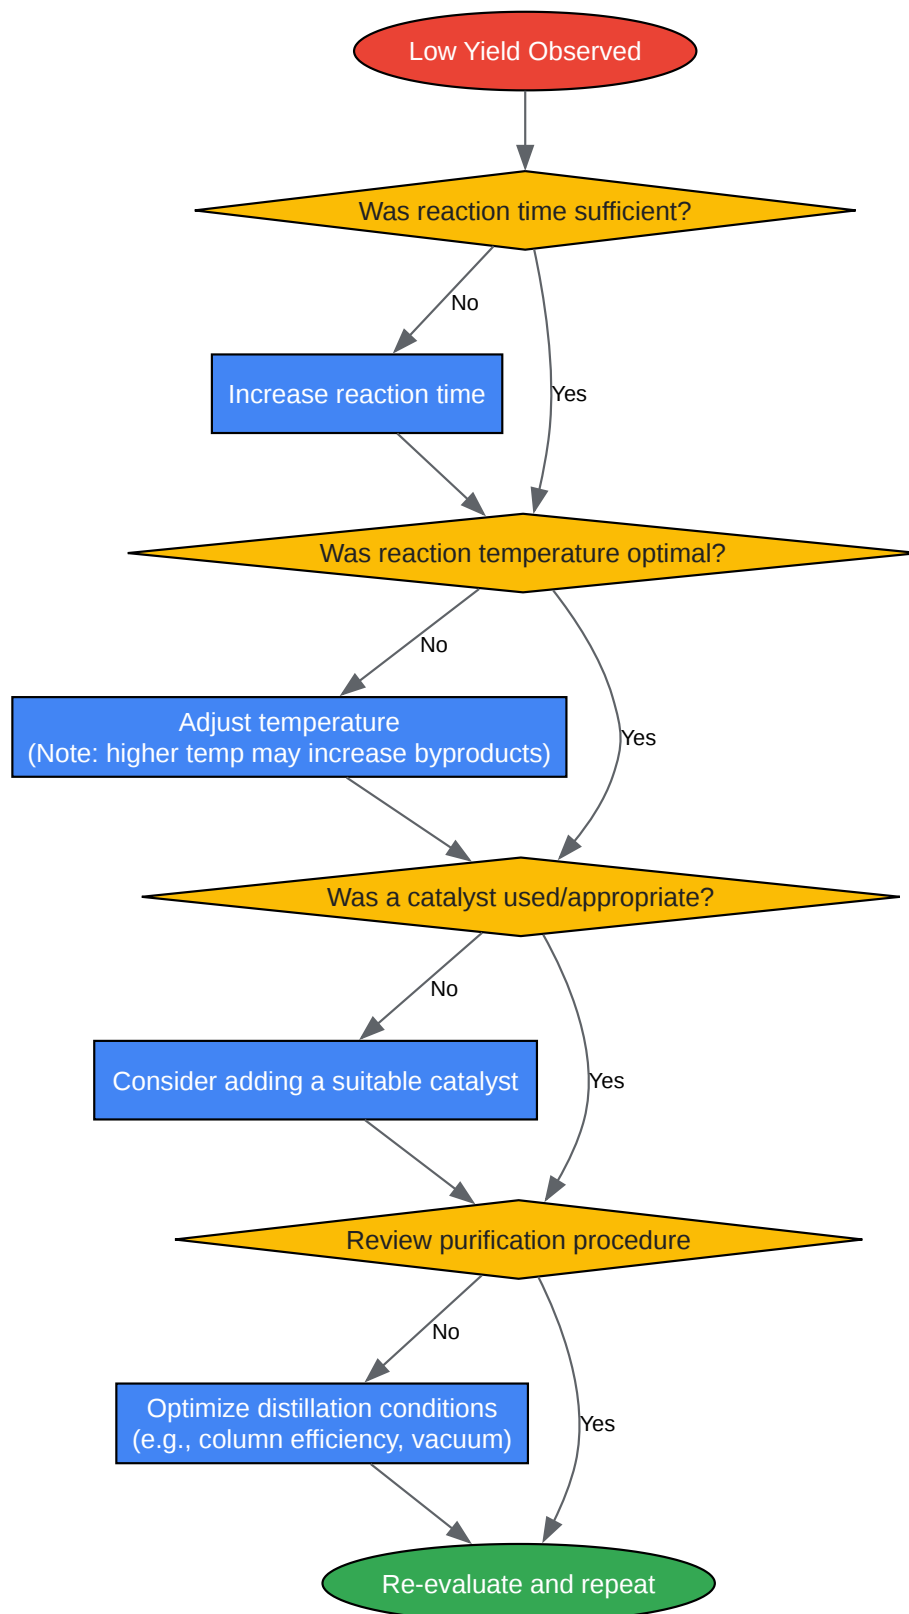 Low Yield Observed
Was reaction time sufficient?
No
Increase reaction time
Yes
Was reaction temperature optimal?
No
Adjust temperature
(Note: higher temp may increase byproducts)
Yes
Was a catalyst used/appropriate?
No
Consider adding a suitable catalyst
Yes
Review purification procedure
No
Optimize distillation conditions
(e.g., column efficiency, vacuum)
Yes
Re-evaluate and repeat